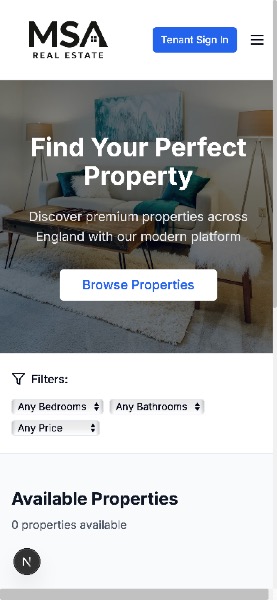 MSA
REAL ESTATE
Tenant Sign In
Find Your Perfect
Property
Discover premium properties across
England with our modern platform
Browse Properties
Filters:
Any Bedrooms
Any Bathrooms
Any Price
Available Properties
0 properties available
N